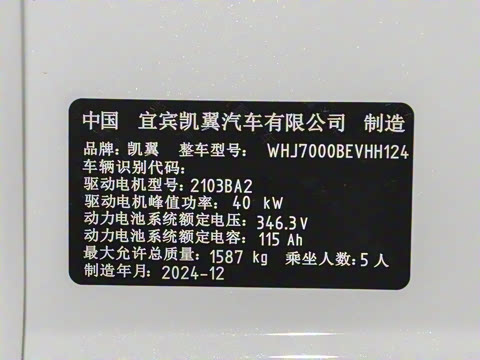 中国 宜宾凯翼汽车有限公司 制造
品牌：凯翼 整车型号： WHJ7000BEVHH124
车辆识别代码：
驱动电机型号：2103BA2
驱动电机峰值功率： 40 kW
动力电池系统额定电压：346.3V
动力电池系统额定电容：115 Ah
最大允许总质量：1587 kg 乘坐人数：5人
制造年月：2024-12